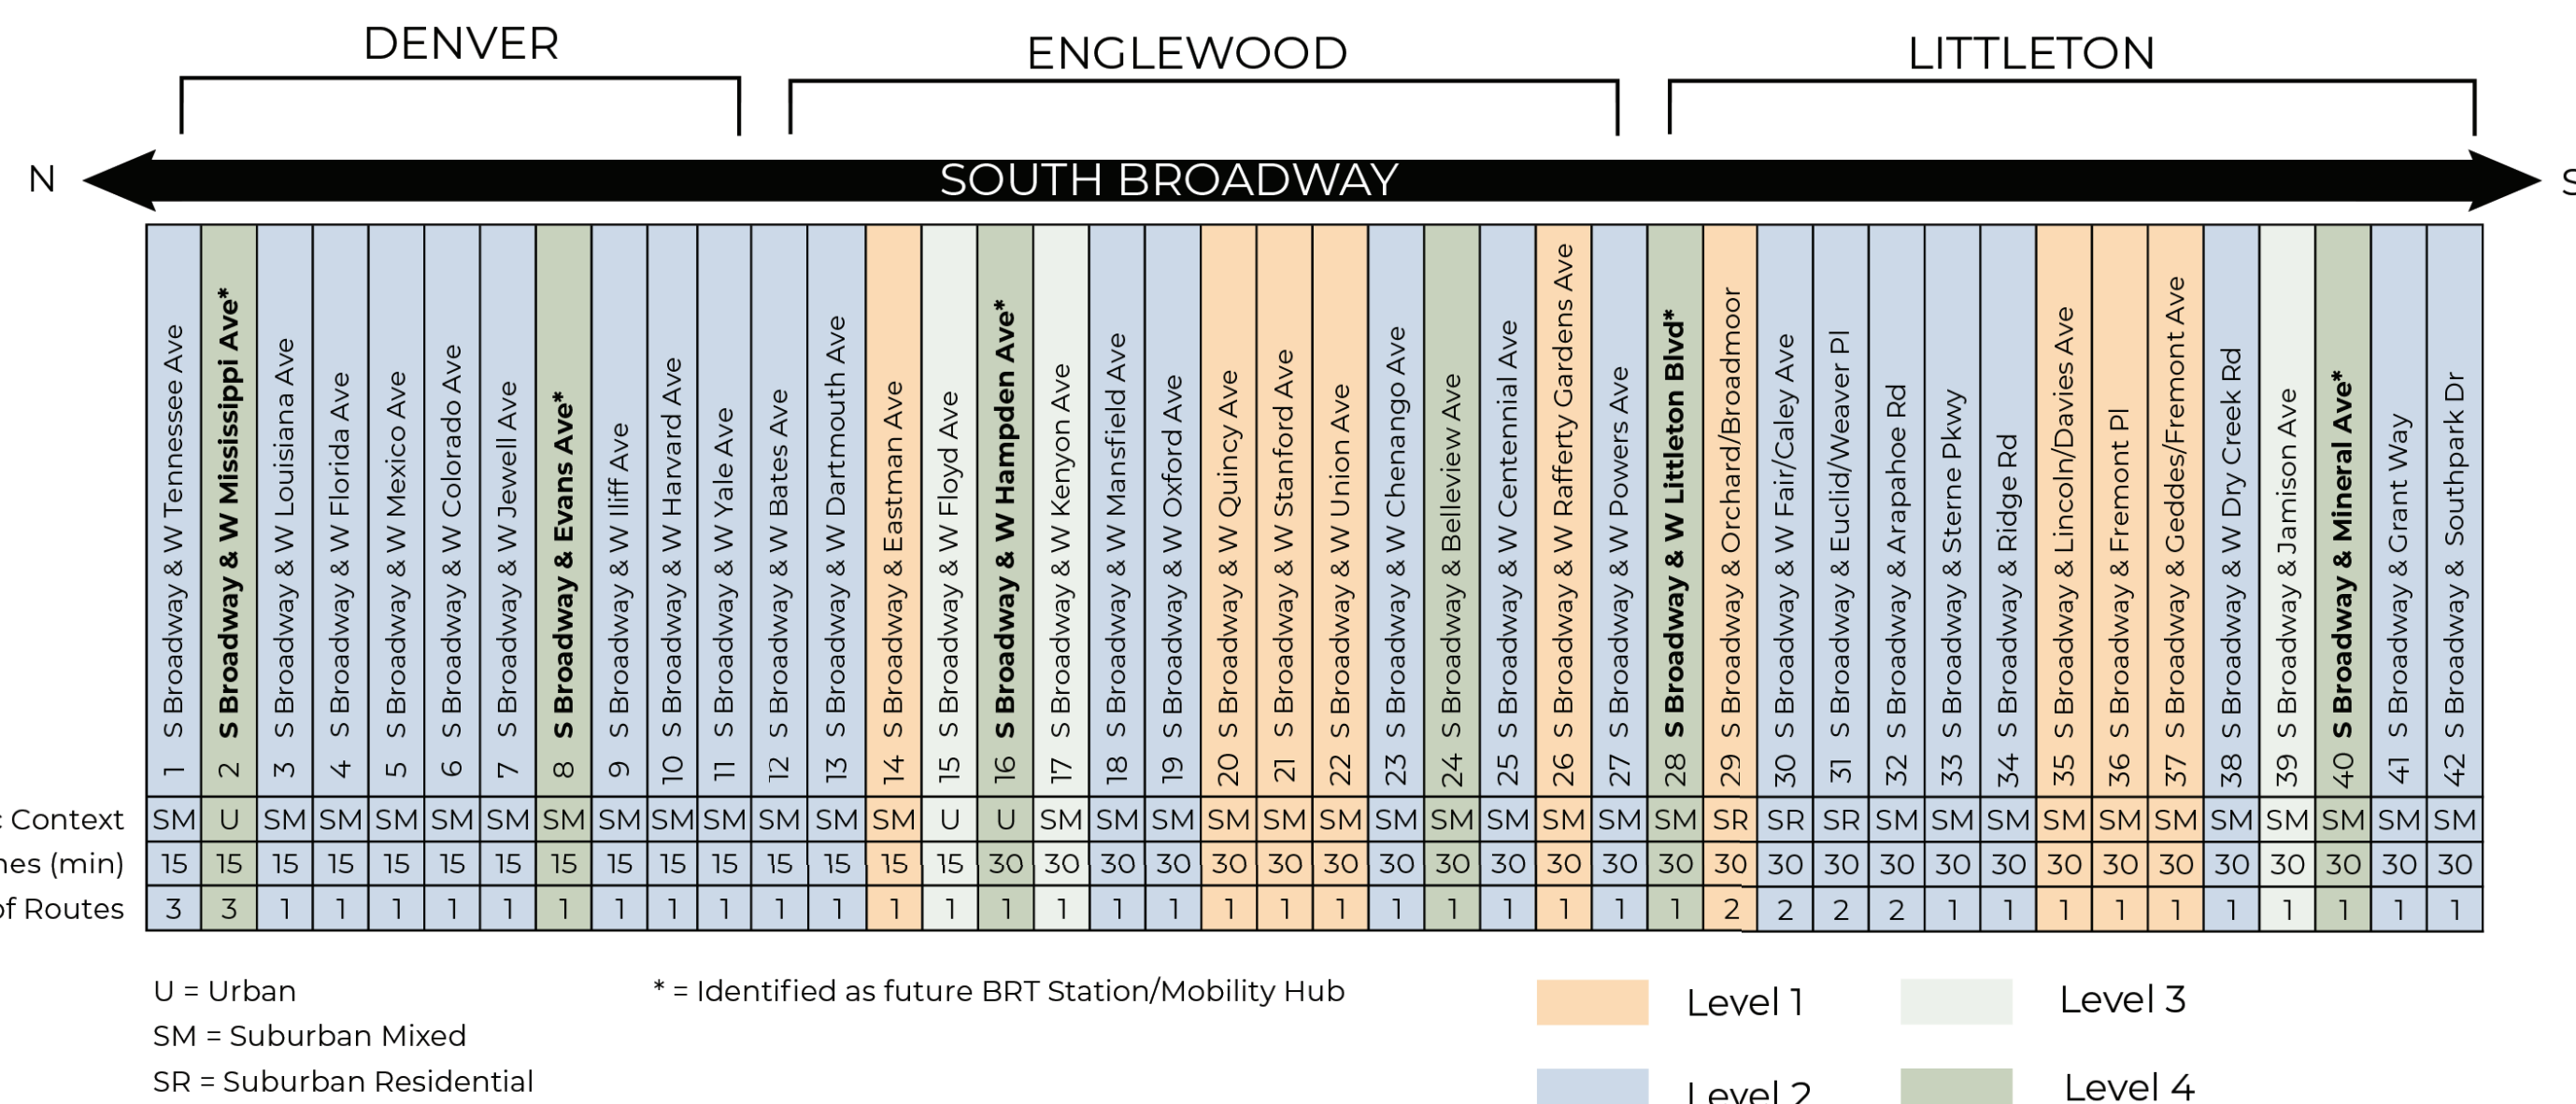 DENVER
ENGLEWOOD
LITTLETON
N
SOUTH BROADWAY
S
1 S Broadway & W Tennessee Ave
2 S Broadway & W Mississippi Ave*
3 S Broadway & W Louisiana Ave
4 S Broadway & W Florida Ave
5 S Broadway & W Mexico Ave
6 S Broadway & W Colorado Ave
7 S Broadway & W Jewell Ave
8 S Broadway & Evans Ave*
9 S Broadway & W Iliff Ave
10 S Broadway & W Harvard Ave
11 S Broadway & W Yale Ave
12 S Broadway & W Bates Ave
13 S Broadway & W Dartmouth Ave
14 S Broadway & Eastman Ave
15 S Broadway & W Floyd Ave
16 S Broadway & W Hampden Ave*
17 S Broadway & W Kenyon Ave
18 S Broadway & W Mansfield Ave
19 S Broadway & W Oxford Ave
20 S Broadway & W Quincy Ave
21 S Broadway & W Stanford Ave
22 S Broadway & W Union Ave
23 S Broadway & W Chenango Ave
24 S Broadway & Belleview Ave
25 S Broadway & W Centennial Ave
26 S Broadway & W Rafferty Gardens Ave
27 S Broadway & W Powers Ave
28 S Broadway & W Littleton Blvd*
29 S Broadway & Orchard/Broadmoor
30 S Broadway & W Fair/Caley Ave
31 S Broadway & Euclid/Weaver Pl
32 S Broadway & Arapahoe Rd
33 S Broadway & Sterne Pkwy
34 S Broadway & Ridge Rd
35 S Broadway & Lincoln/Davies Ave
36 S Broadway & Fremont Pl
37 S Broadway & W Geddes/Fremont Ave
38 S Broadway & W Dry Creek Rd
39 S Broadway & Jamison Ave
40 S Broadway & Mineral Ave*
41 S Broadway & Grant Way
42 S Broadway & Southpark Dr
Context SM U SM SM SM SM SM SM SM SM SM SM SM SM U U SM SM SM SM SM SM SM SM SM SM SM SM SR SR SR SM SM SM SM SM SM SM SM SM SM SM
(min) 15 15 15 15 15 15 15 15 15 15 15 15 15 15 15 30 30 30 30 30 30 30 30 30 30 30 30 30 30 30 30 30 30 30 30 30 30 30 30 30 30 30
of Routes 3 3 1 1 1 1 1 1 1 1 1 1 1 1 1 1 1 1 1 1 1 1 1 1 1 1 1 1 2 2 2 2 1 1 1 1 1 1 1 1 1 1
U = Urban
SM = Suburban Mixed
SR = Suburban Residential
* = Identified as future BRT Station/Mobility Hub
Level 1
Level 3
Level 2
Level 4